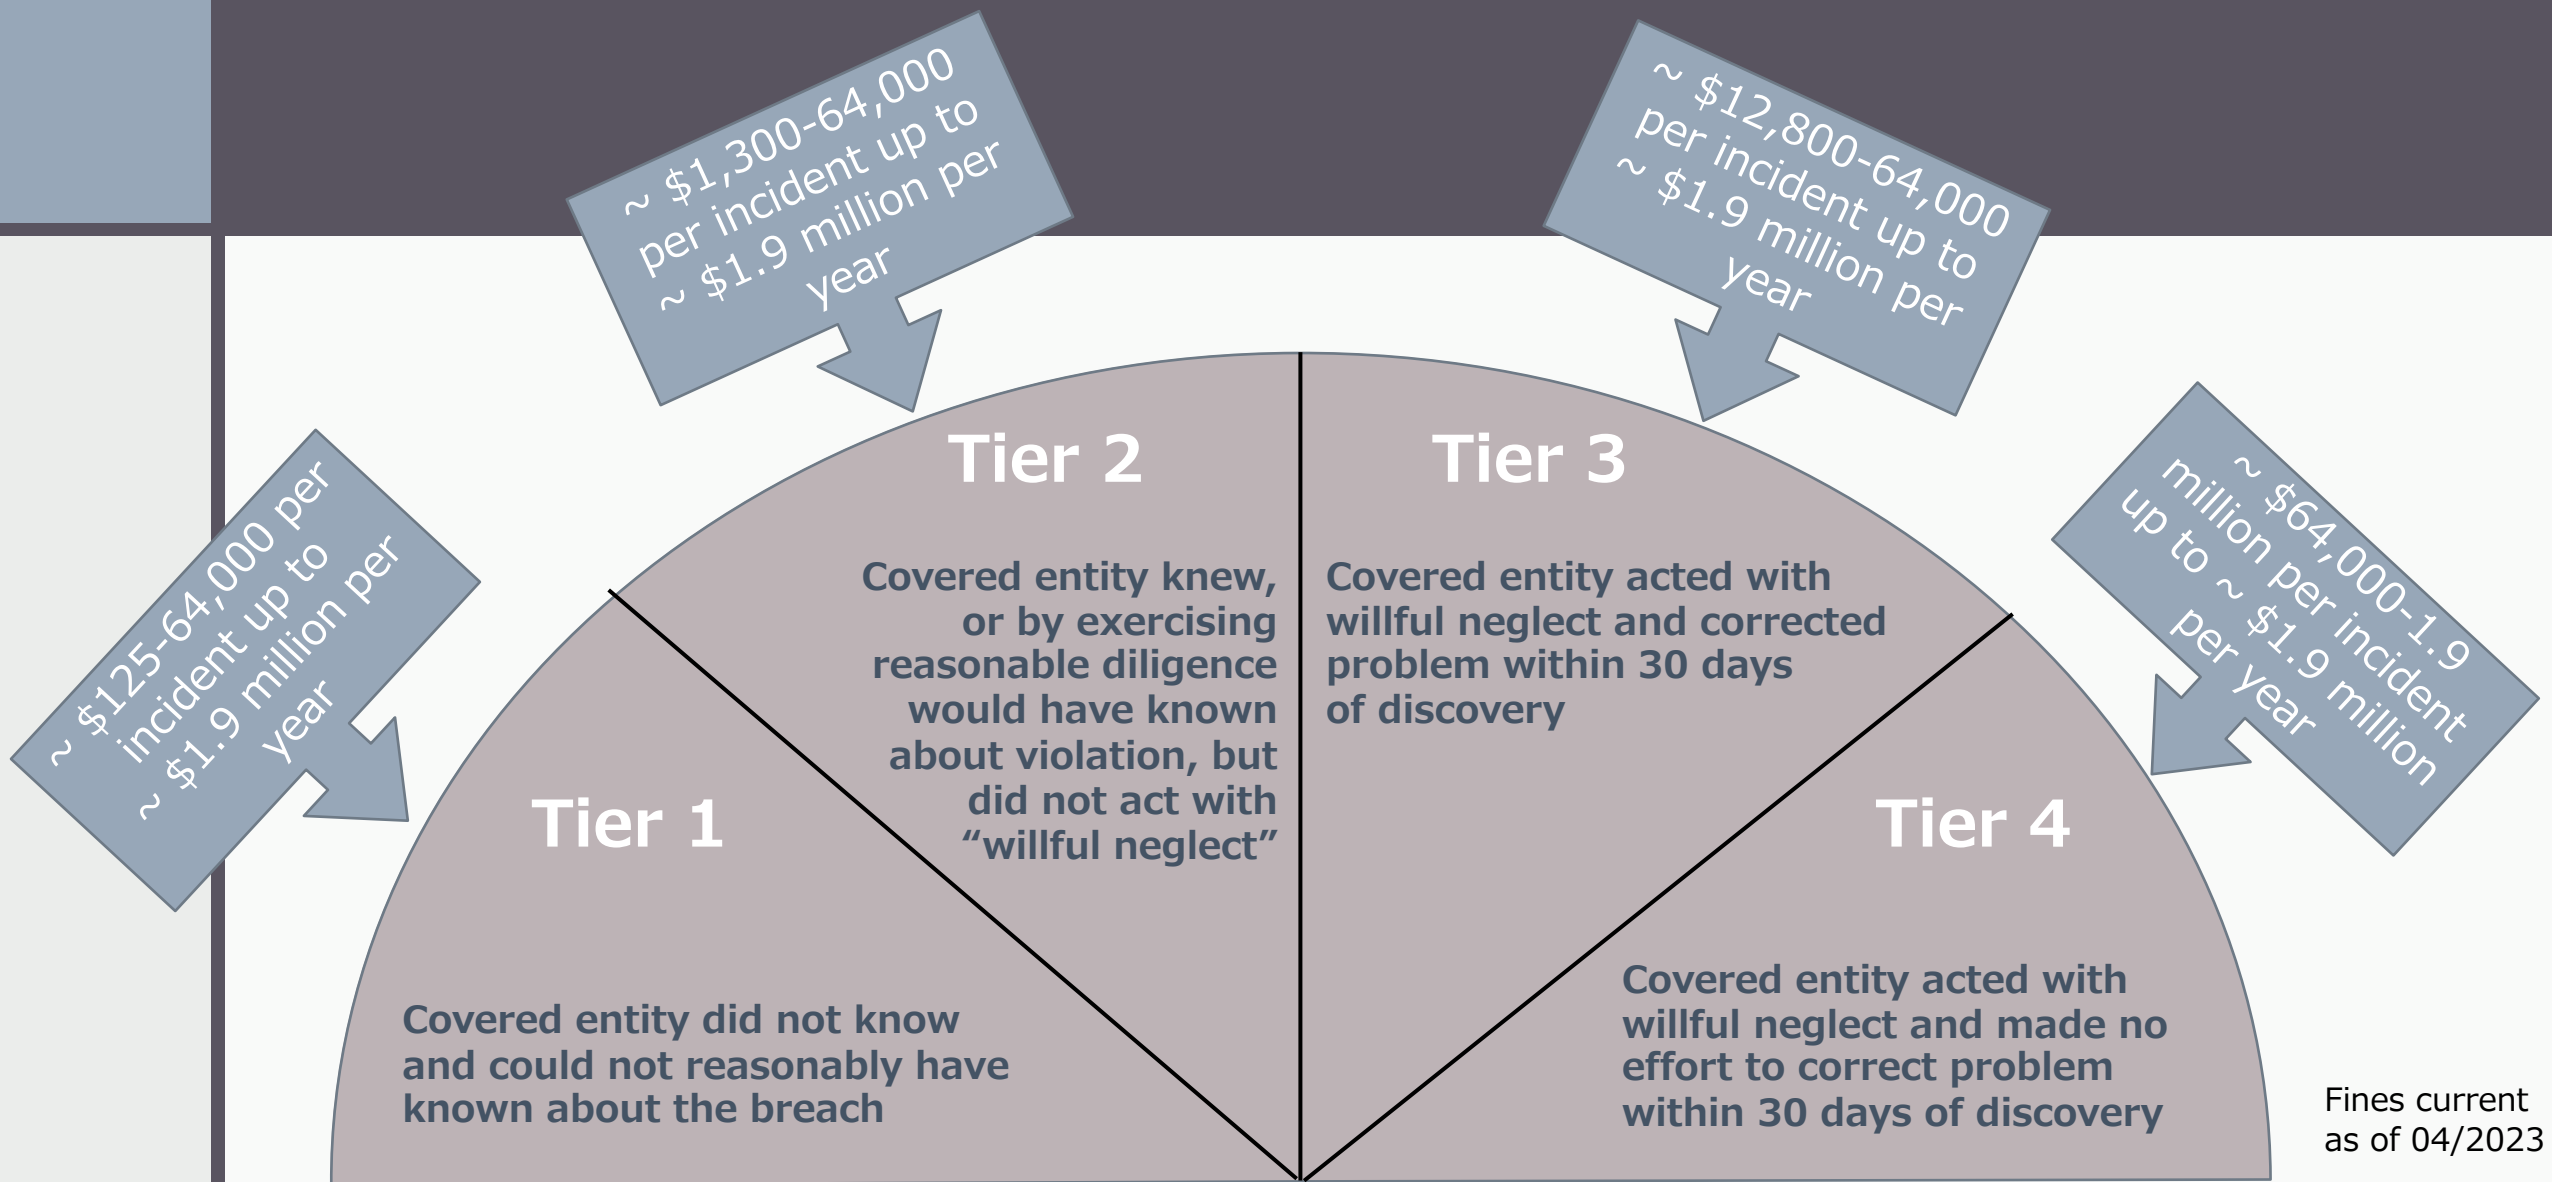 ~ $125-64,000 per
incident up to
~ $1.9 million per
year
Tier 1
Covered entity did not know
and could not reasonably have
known about the breach
~ $1,300-64,000
per incident up to
~ $1.9 million per
year
Tier 2
Covered entity knew,
or by exercising
reasonable diligence
would have known
about violation, but
did not act with
“willful neglect”
~ $12,800-64,000
per incident up to
~ $1.9 million per
year
Tier 3
Covered entity acted with
willful neglect and corrected
problem within 30 days
of discovery
~ $64,000-1.9
million per incident
up to ~ $1.9 million
per year
Tier 4
Covered entity acted with
willful neglect and made no
effort to correct problem
within 30 days of discovery
Fines current
as of 04/2023